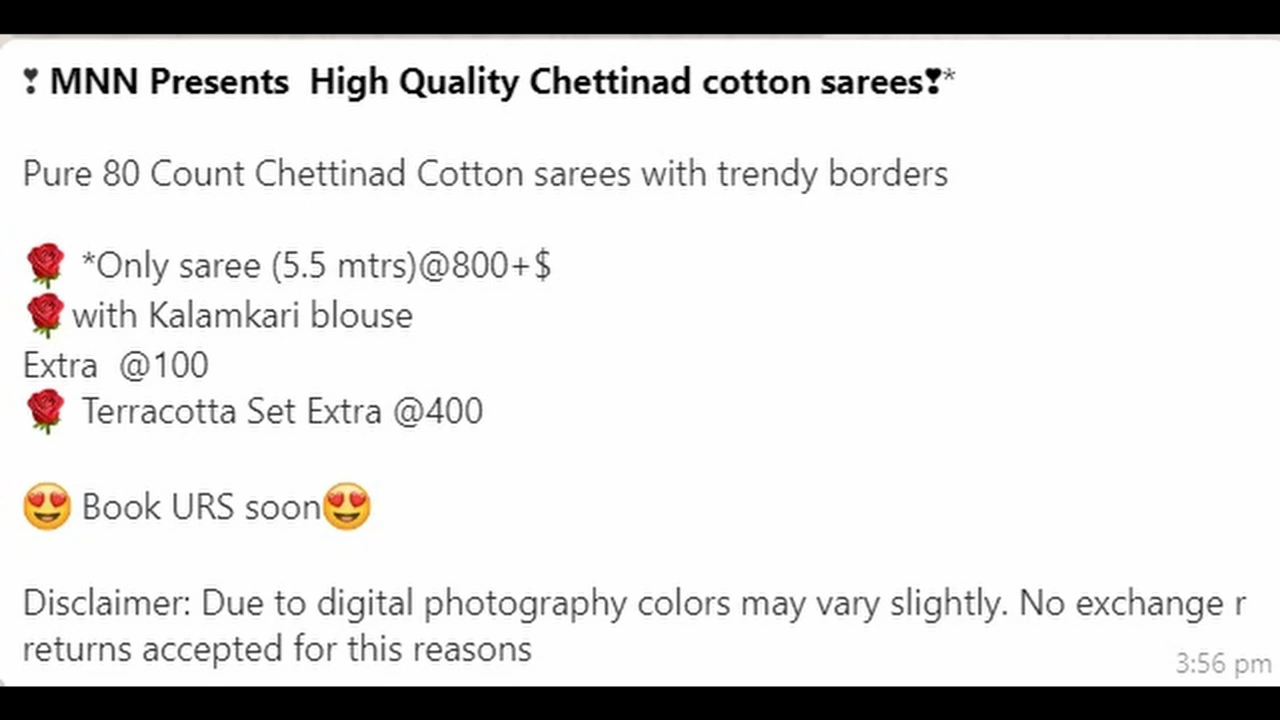 ❣ MNN Presents  High Quality Chettinad cotton sarees❣*
Pure 80 Count Chettinad Cotton sarees with trendy borders
🌹 *Only saree (5.5 mtrs)@800+$
🌹with Kalamkari blouse
Extra  @100
🌹 Terracotta Set Extra @400
😍 Book URS soon😍
Disclaimer: Due to digital photography colors may vary slightly. No exchange r
returns accepted for this reasons
3:56 pm